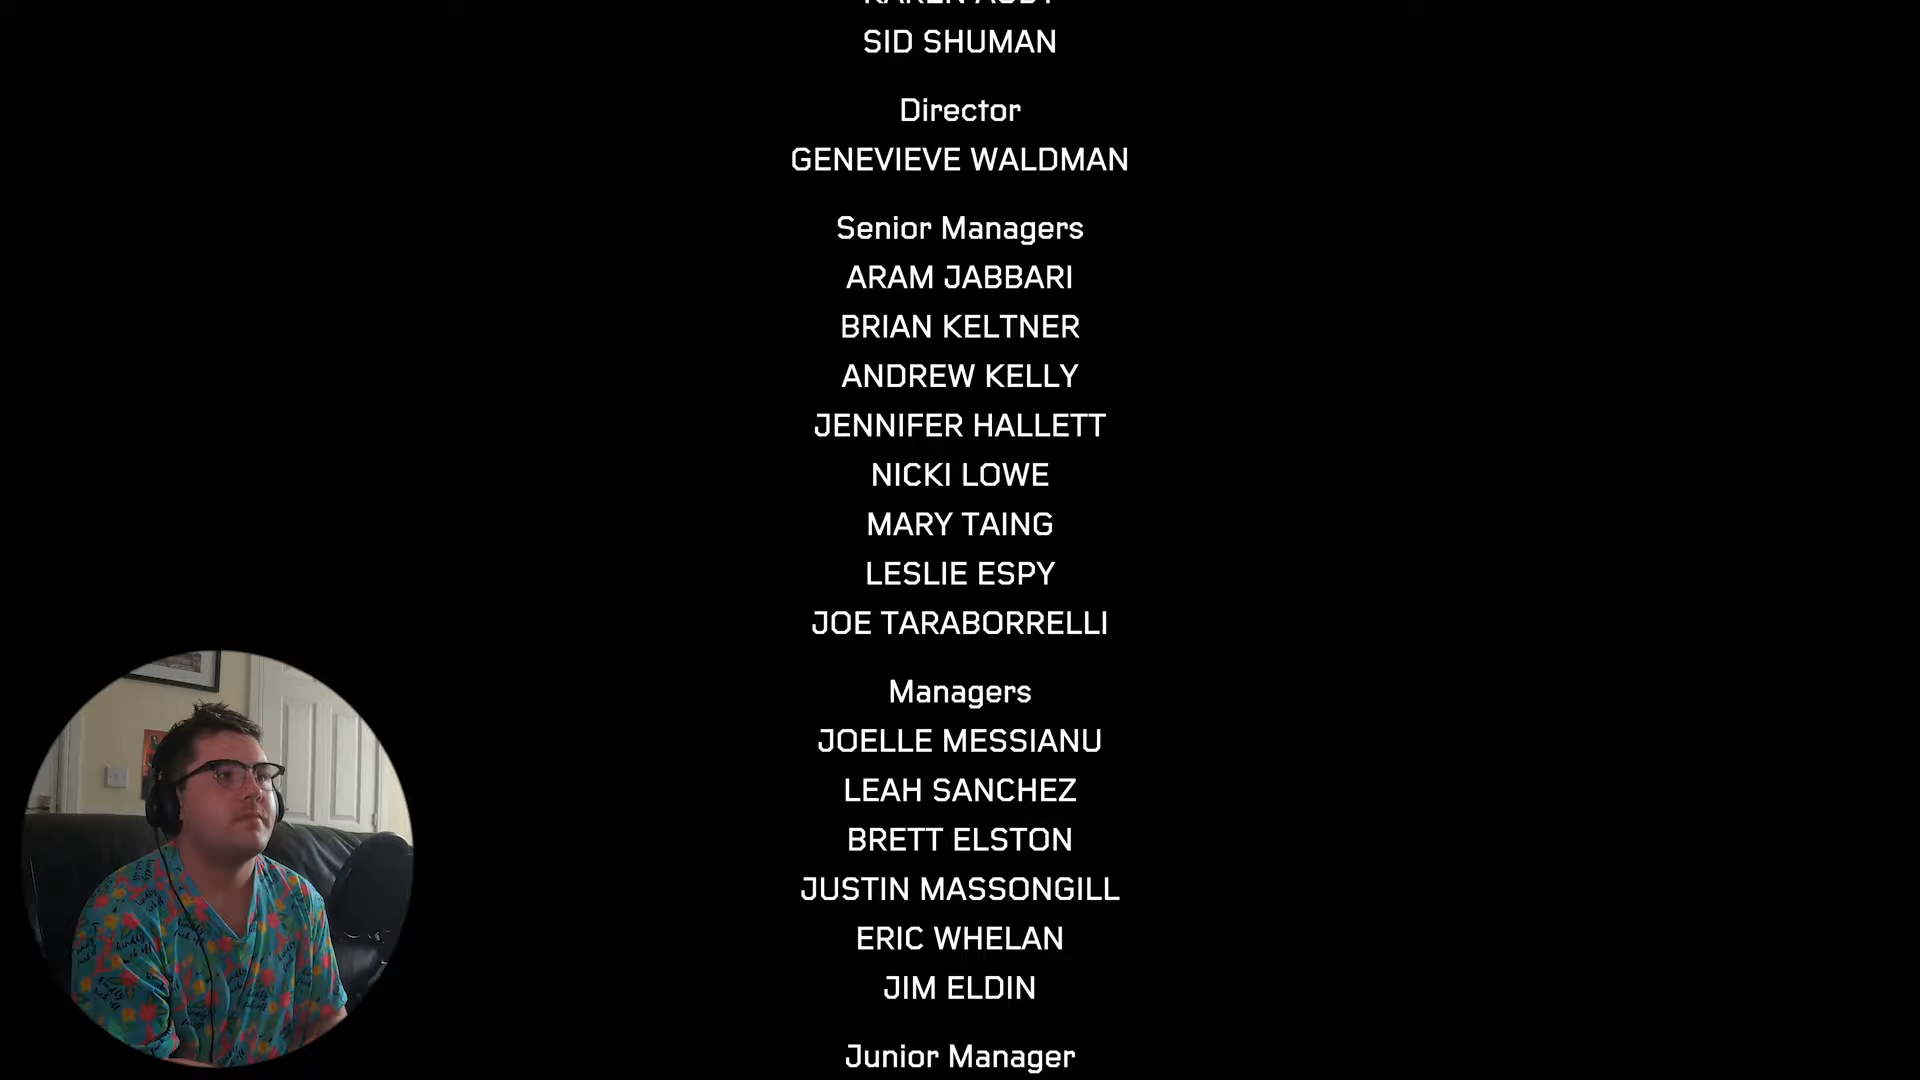 SID SHUMAN
Director
GENEVIEVE WALDMAN
Senior Managers
ARAM JABBARI
BRIAN KELTNER
ANDREW KELLY
JENNIFER HALLETT
NICKI LOWE
MARY TAING
LESLIE ESPY
JOE TARABORRELLI
Managers
JOELLE MESSIANU
LEAH SANCHEZ
BRETT ELSTON
JUSTIN MASSONGILL
ERIC WHELAN
JIM ELDIN
Junior Manager